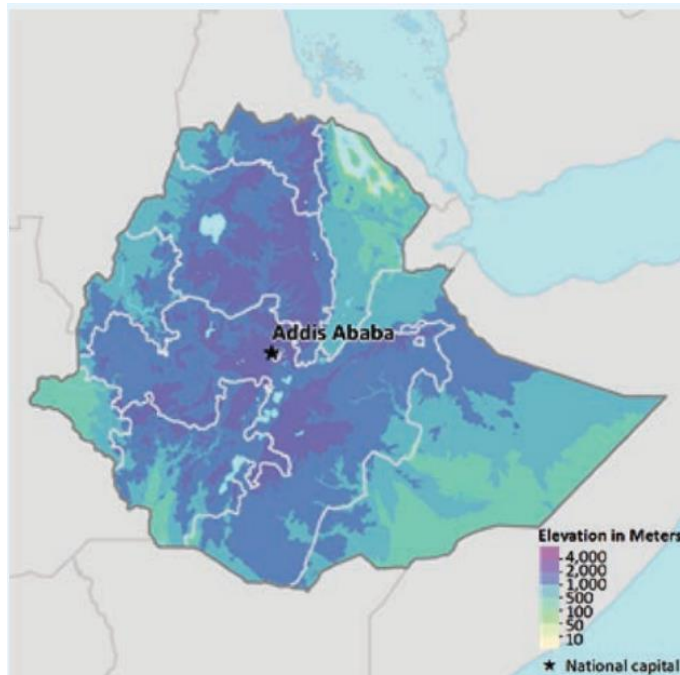 Addis Ababa
Elevation in Meters
4,000
2,000
1,000
500
100
50
10
★ National capital